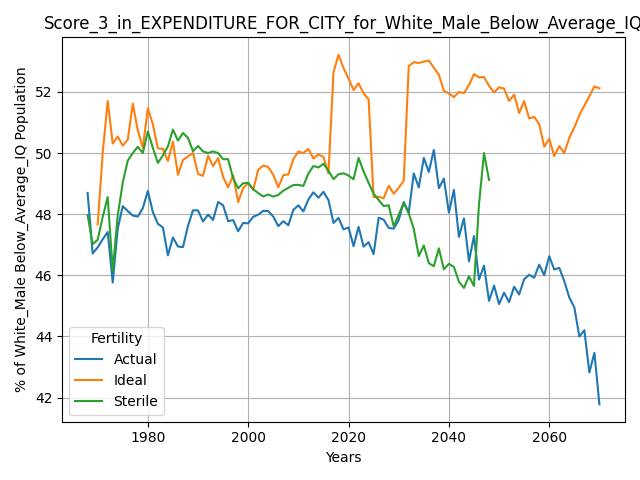 Score_3_in_EXPENDITURE_FOR_CITY_for_White_Male_Below_Average_IQ
% of White_Male Below_Average_IQ Population
52
50
48
46
44
42
Fertility
Actual
Ideal
Sterile
1980 2000 2020 2040 2060
Years